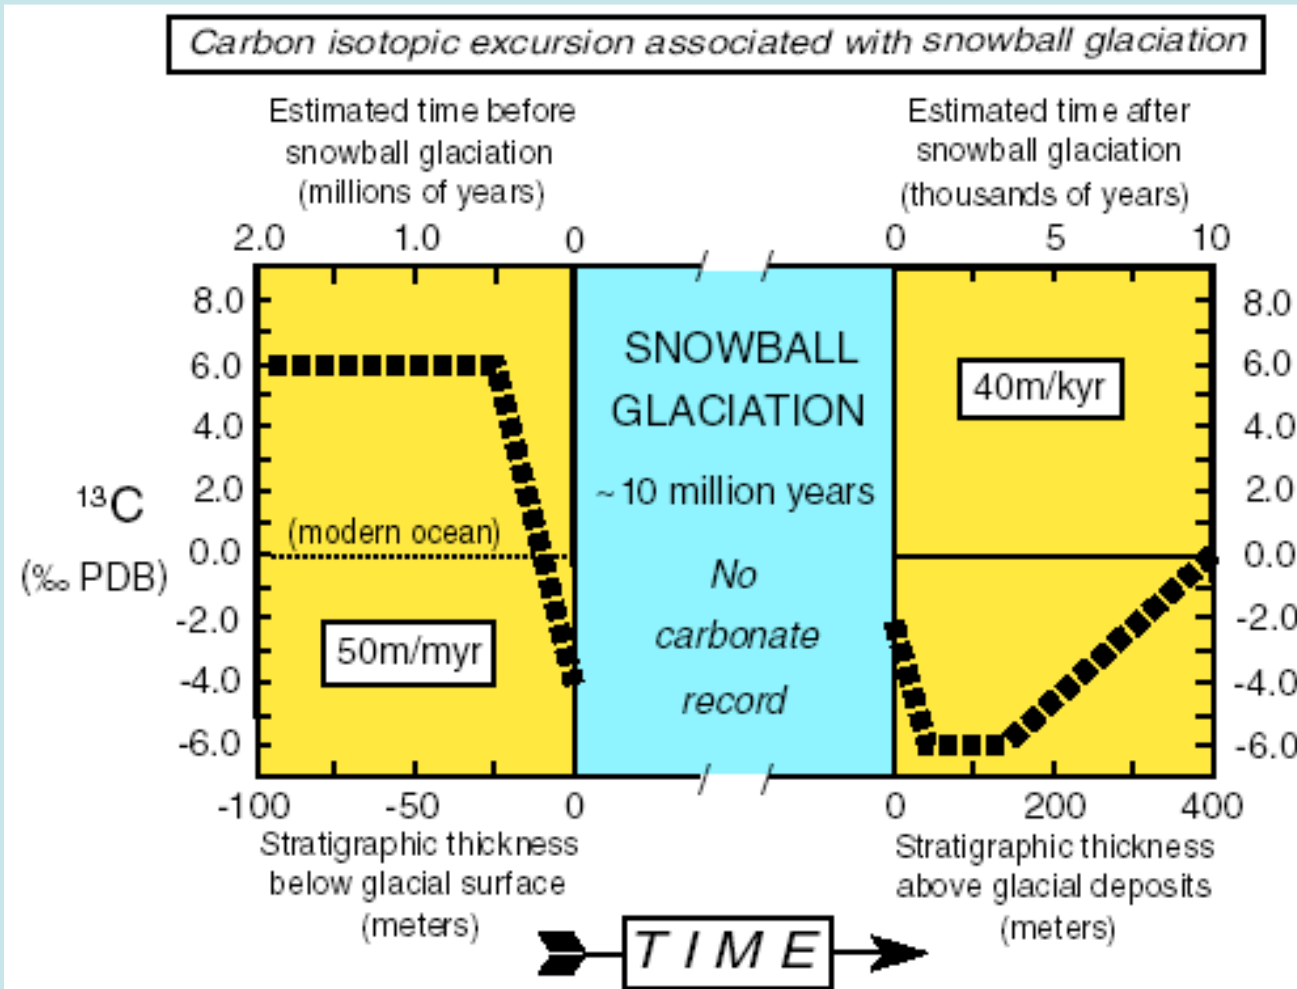 Carbon isotopic excursion associated with snowball glaciation
Estimated time before
snowball glaciation
(millions of years)
2.0 1.0 0
Estimated time after
snowball glaciation
(thousands of years)
0 5 10
13C
(‰ PDB)
8.0
6.0
4.0
2.0
0.0
-2.0
-4.0
-6.0
(modern ocean)
50m/myr
SNOWBALL
GLACIATION
~10 million years
No
carbonate
record
40m/kyr
8.0
6.0
4.0
2.0
0.0
-2.0
-4.0
-6.0
-100 -50 0
Stratigraphic thickness
below glacial surface
(meters)
0 200 400
Stratigraphic thickness
above glacial deposits
(meters)
TIME